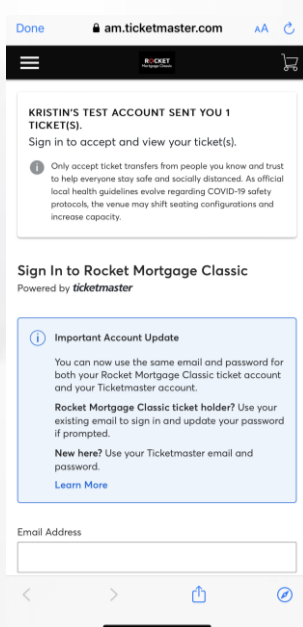 Done
am.ticketmaster.com
AA
ROCKET
Mortgage Classic
KRISTIN'S TEST ACCOUNT SENT YOU 1
TICKET(S).
Sign in to accept and view your ticket(s).
Only accept ticket transfers from people you know and trust
to help everyone stay safe and socially distanced. As official
local health guidelines evolve regarding COVID-19 safety
protocols, the venue may shift seating configurations and
increase capacity.
Sign In to Rocket Mortgage Classic
Powered by ticketmaster
Important Account Update
You can now use the same email and password for
both your Rocket Mortgage Classic ticket account
and your Ticketmaster account.
Rocket Mortgage Classic ticket holder? Use your
existing email to sign in and update your password
if prompted.
New here? Use your Ticketmaster email and
password.
Learn More
Email Address